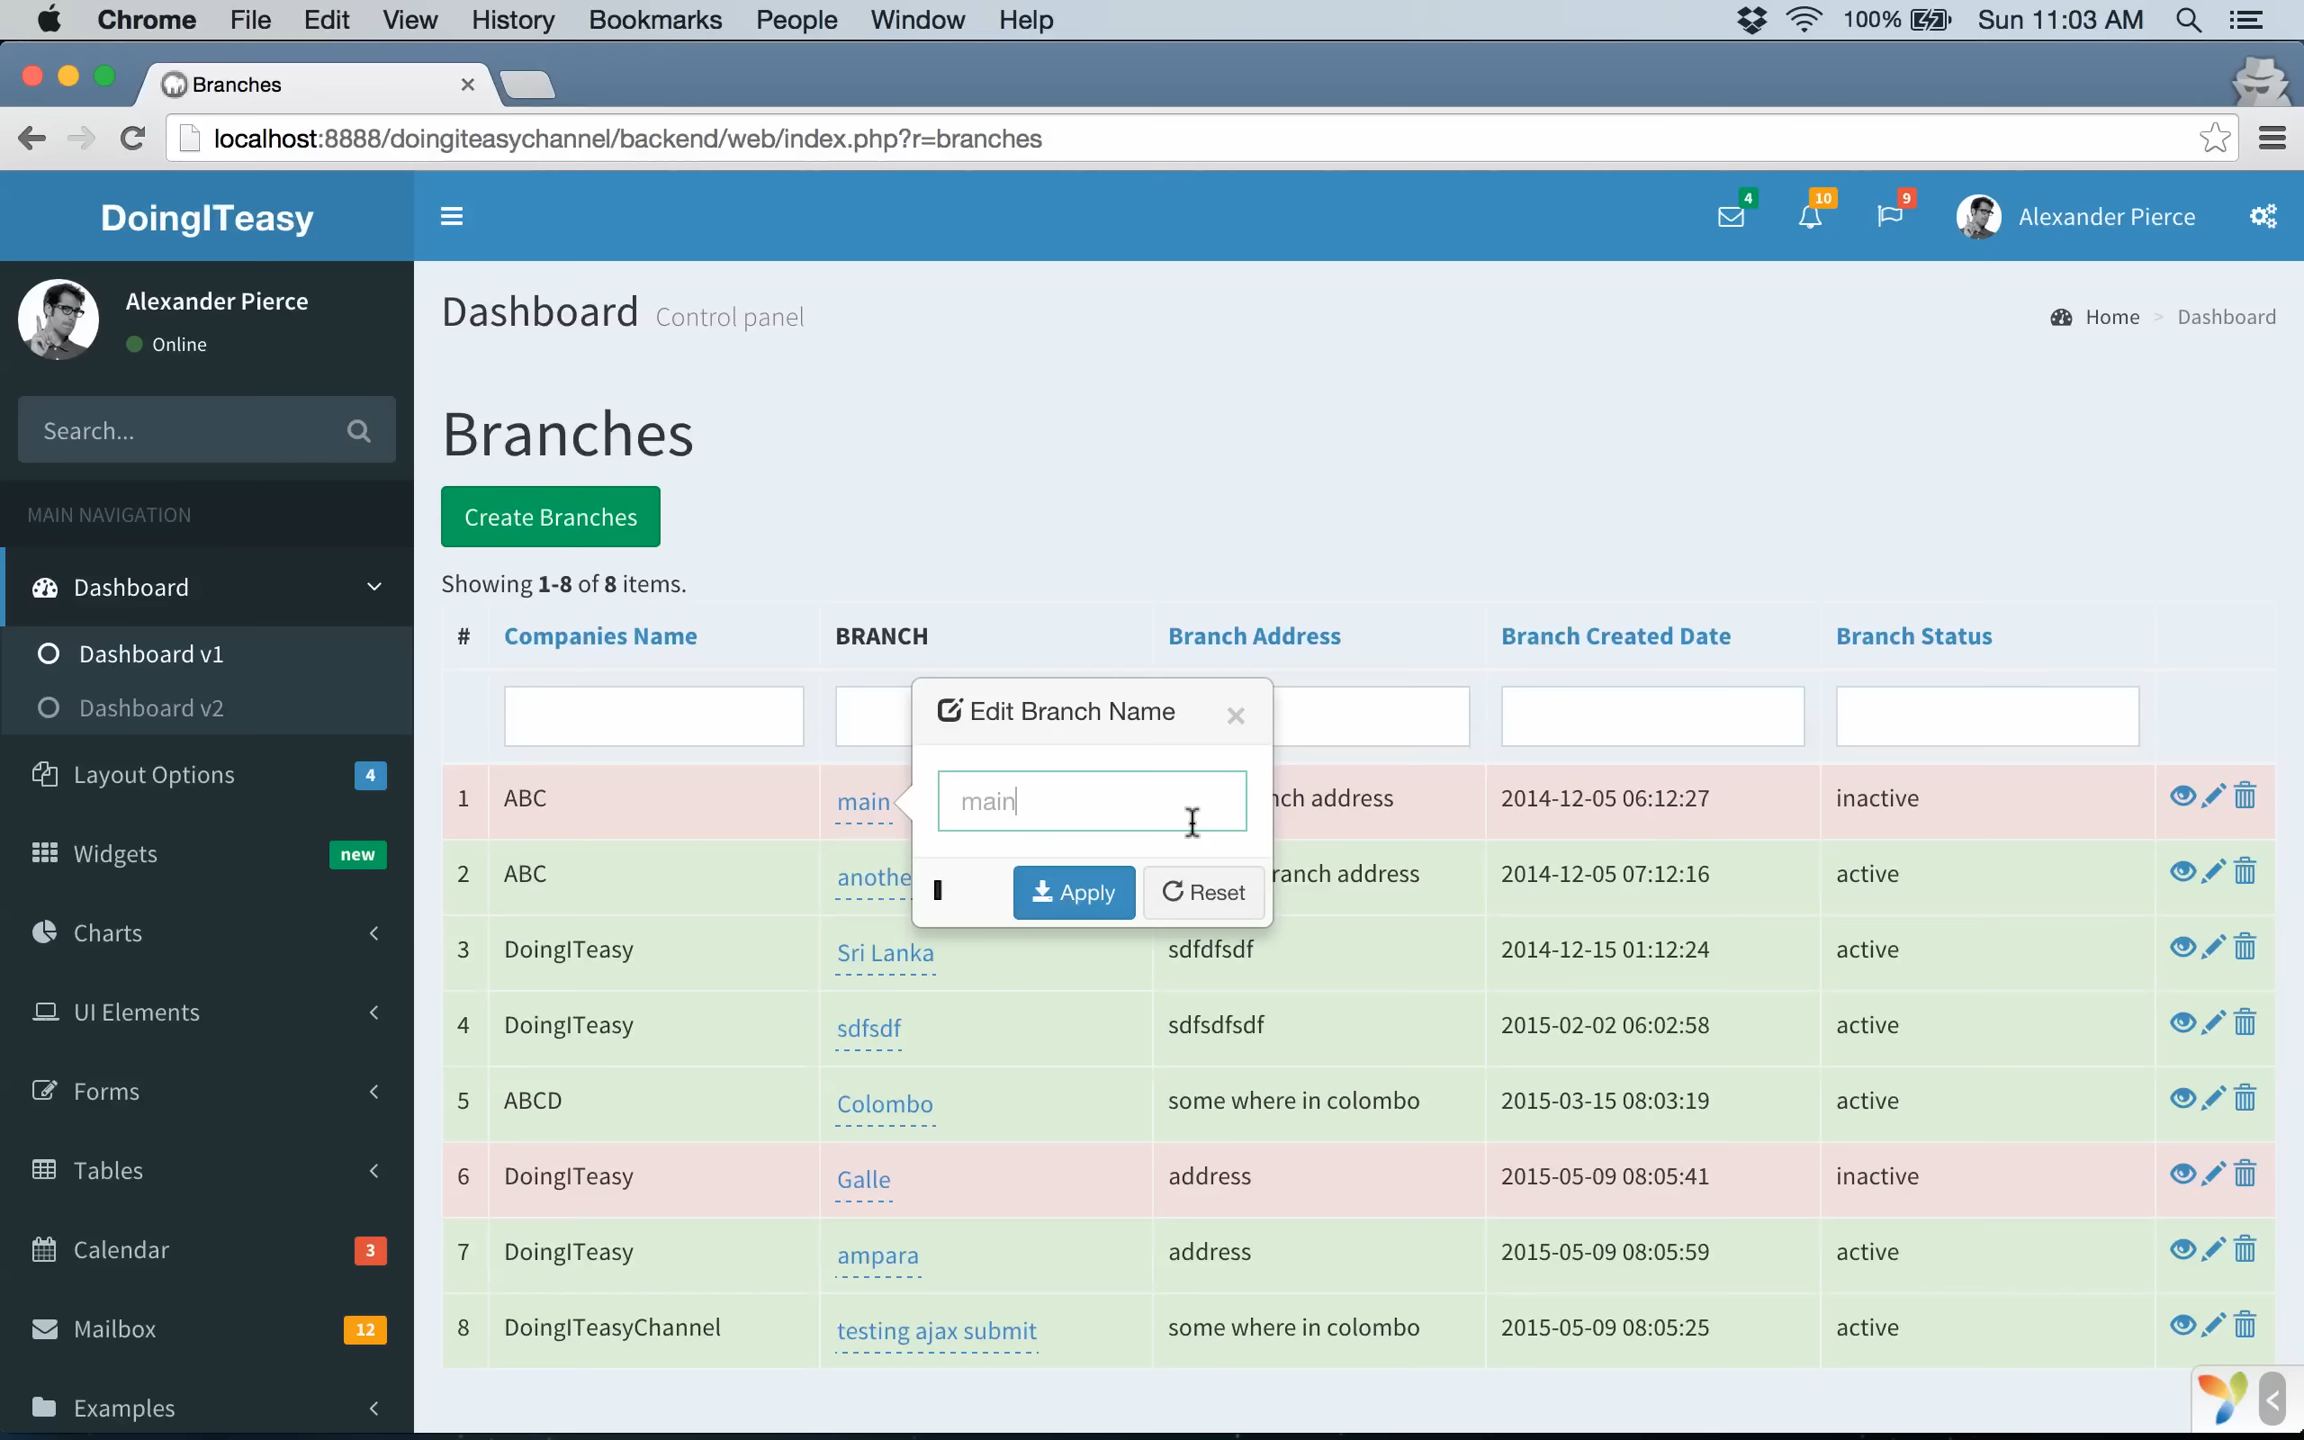 Chrome File Edit View History Bookmarks People Window Help 100% Sun 11:03 AM
Branches
localhost:8888/doingiteasychannel/backend/web/index.php?r=branches
DoingITeasy 4 10 9 Alexander Pierce
Alexander Pierce
Online
Search...
MAIN NAVIGATION
Dashboard
Dashboard v1
Dashboard v2
Layout Options 4
Widgets new
Charts
UI Elements
Forms
Tables
Calendar 3
Mailbox 12
Examples
Dashboard Control panel
Home > Dashboard
Branches
Create Branches
Showing 1-8 of 8 items.
# Companies Name BRANCH Branch Address Branch Created Date Branch Status
Edit Branch Name ×
main
Apply Reset
1 ABC main nch address 2014-12-05 06:12:27 inactive
2 ABC anothe ranch address 2014-12-05 07:12:16 active
3 DoingITeasy Sri Lanka sdfdfsdf 2014-12-15 01:12:24 active
4 DoingITeasy sdfsdf sdfsdfsdf 2015-02-02 06:02:58 active
5 ABCD Colombo some where in colombo 2015-03-15 08:03:19 active
6 DoingITeasy Galle address 2015-05-09 08:05:41 inactive
7 DoingITeasy ampara address 2015-05-09 08:05:59 active
8 DoingITeasyChannel testing ajax submit some where in colombo 2015-05-09 08:05:25 active